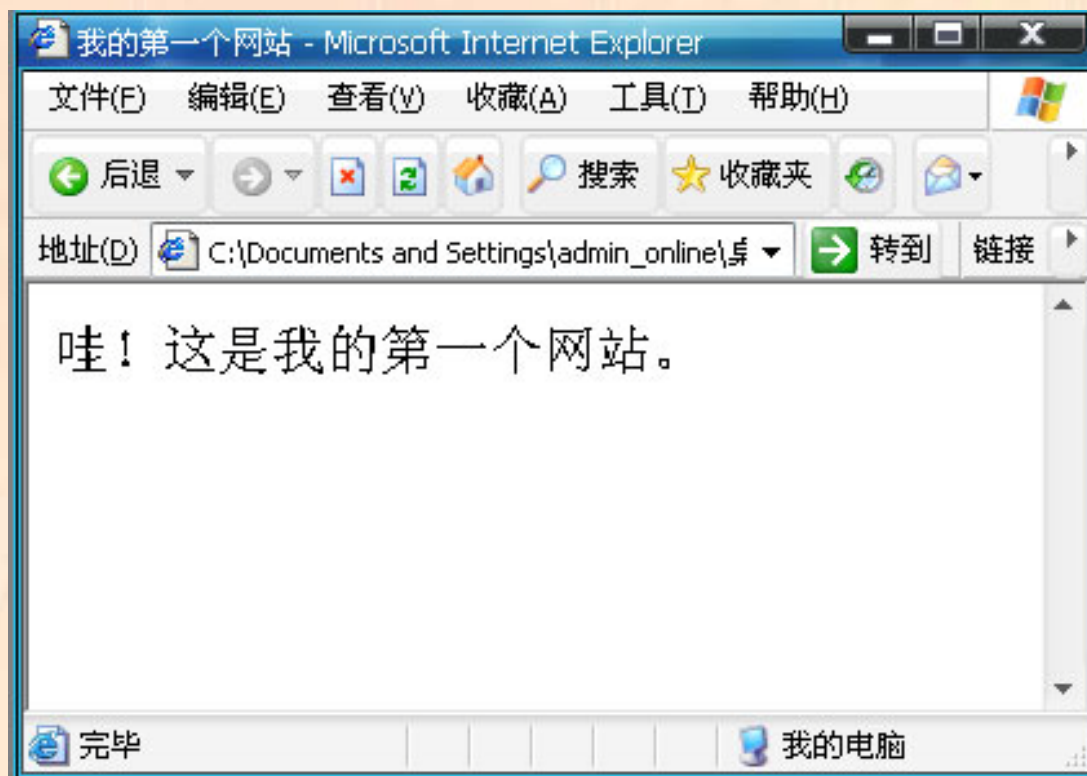 我的第一个网站 - Microsoft Internet Explorer
文件(F) 编辑(E) 查看(V) 收藏(A) 工具(T) 帮助(H)
后退 搜索 收藏夹
地址(D) C:\Documents and Settings\admin_online\ 转到 链接
哇！这是我的第一个网站。
完毕 我的电脑